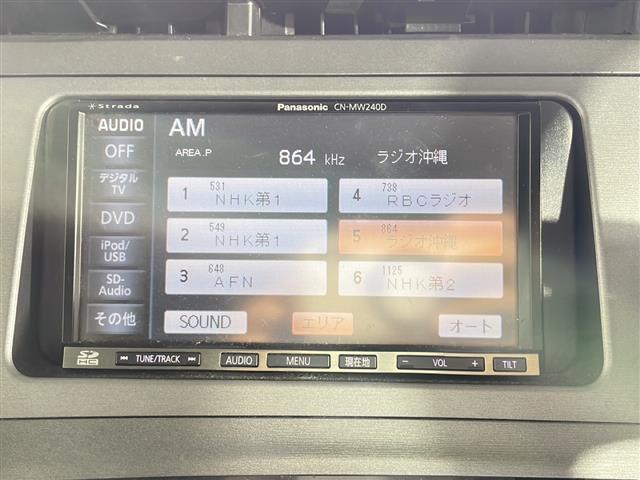 Strada Panasonic CN-MW240D
AUDIO
OFF
デジタル
TV
DVD
iPod/
USB
SD-
Audio
その他
AM
AREA.P 864 kHz ラジオ沖縄
1 531 NHK第1
4 738 RBCラジオ
2 549 NHK第1
5 864 ラジオ沖縄
3 648 AFN
6 1125 NHK第2
SOUND エリア オート
SD HC TUNE/TRACK AUDIO MENU 現在地 − VOL + TILT